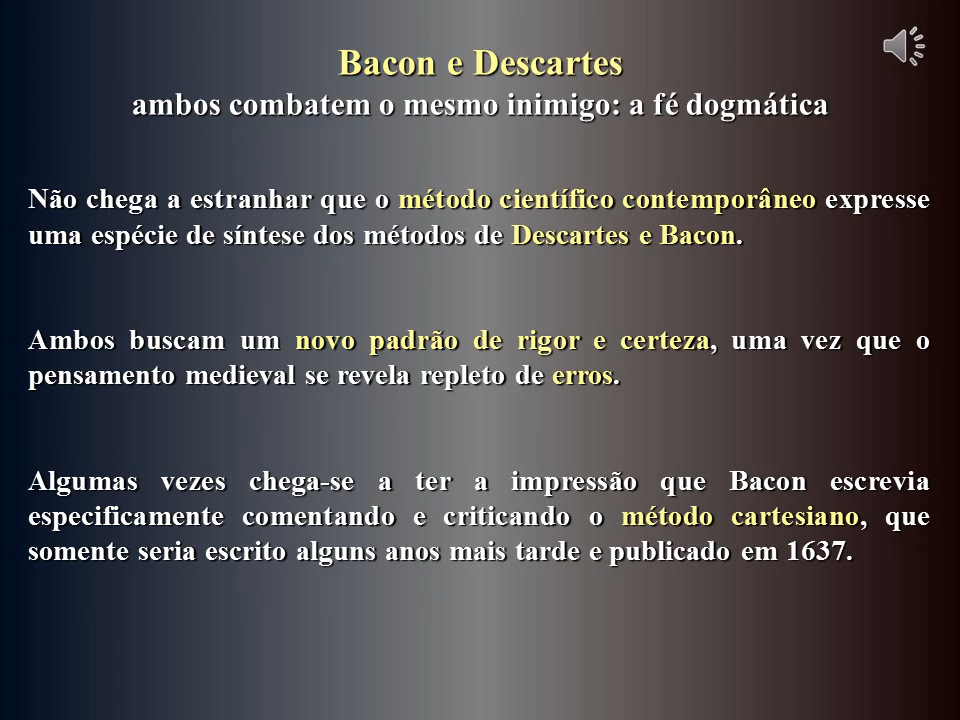 Bacon e Descartes
ambos combatem o mesmo inimigo: a fé dogmática
Não chega a estranhar que o método científico contemporâneo expresse
uma espécie de síntese dos métodos de Descartes e Bacon.
Ambos buscam um novo padrão de rigor e certeza, uma vez que o
pensamento medieval se revela repleto de erros.
Algumas vezes chega-se a ter a impressão que Bacon escrevia
especificamente comentando e criticando o método cartesiano, que
somente seria escrito alguns anos mais tarde e publicado em 1637.